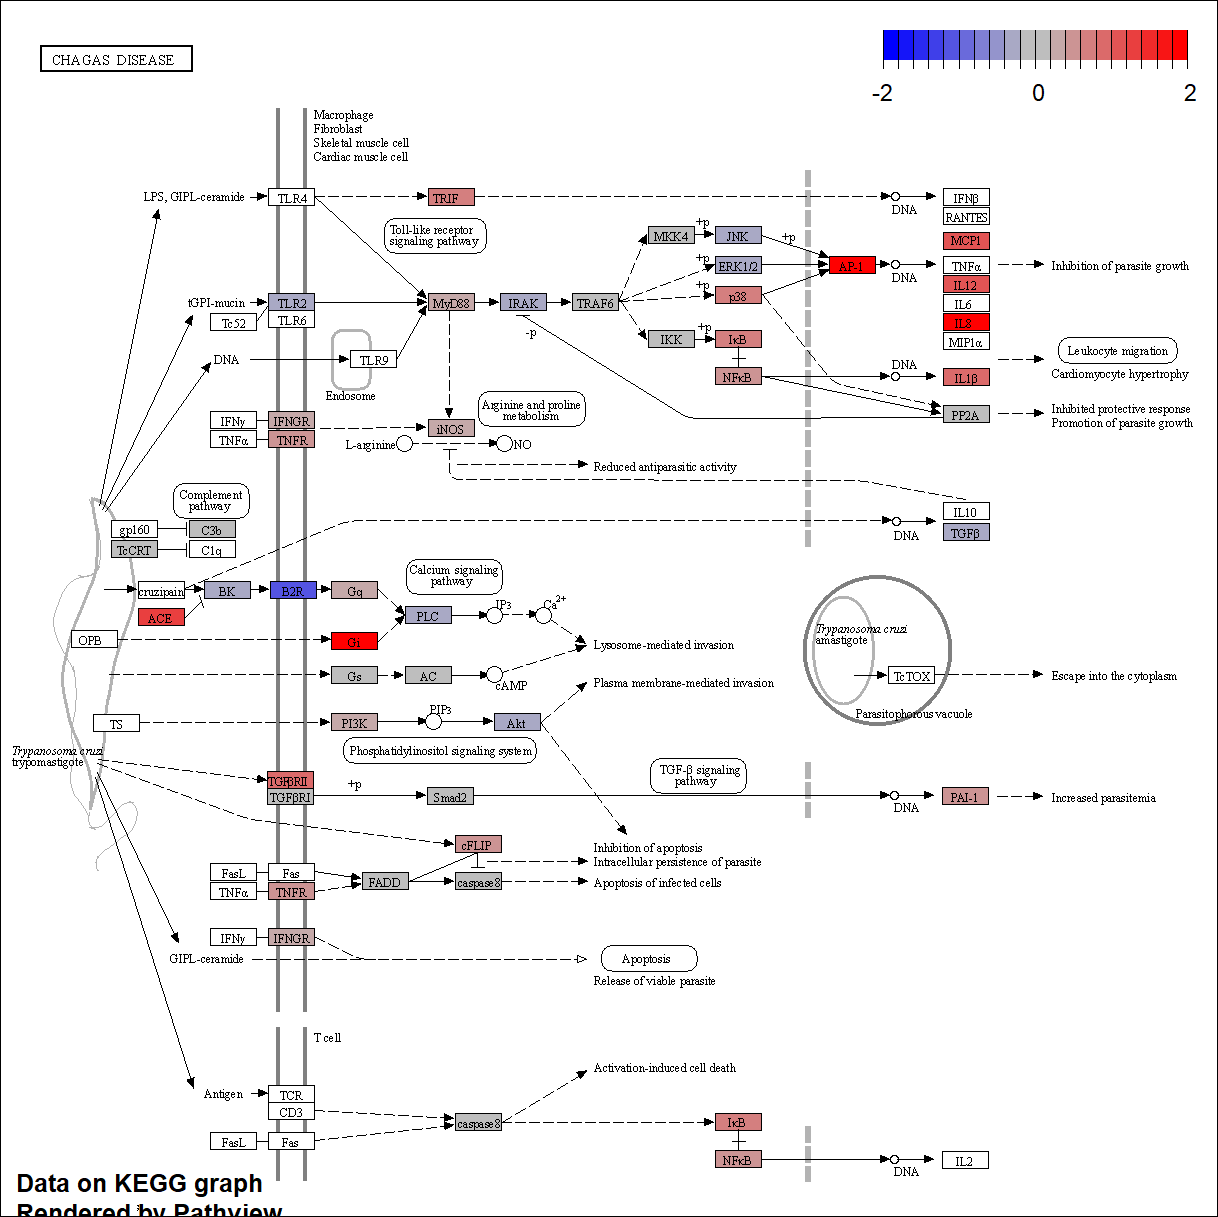 CHAGAS DISEASE
-2 0 2
Macrophage
Fibroblast
Skeletal muscle cell
Cardiac muscle cell
LPS, GIPL-ceramide
TLR4
TRIF
DNA
IFNβ
RANTES
Toll-like receptor
signaling pathway
MKK4
+p
JNK
+p
MCP1
+p
ERK1/2
AP-1
DNA
TNFα
Inhibition of parasite growth
tGPI-mucin
TLR2
MyD88
IRAK
TRAF6
+p
p38
IL12
IL6
Tc52
TLR6
-p
IL8
+p
IKK
IκB
MIP1α
DNA
TLR9
Endosome
DNA
Leukocyte migration
NFκB
IL1β
Cardiomyocyte hypertrophy
Arginine and proline
metabolism
PP2A
Inhibited protective response
Promotion of parasite growth
IFNγ
IFNGR
iNOS
TNFα
TNFR
L-arginine
NO
Reduced antiparasitic activity
Complement
pathway
IL10
gp160
C3b
DNA
TGFβ
TcCRT
C1q
Calcium signaling
pathway
cruzipain
BK
B2R
Gq
ACE
PLC
IP3
Ca2+
OPB
Gi
Lysosome-mediated invasion
Trypanosoma cruzi
amastigote
Gs
AC
cAMP
TcTOX
Escape into the cytoplasm
Plasma membrane-mediated invasion
Parasitophorous vacuole
TS
PI3K
PIP3
Akt
Phosphatidylinositol signaling system
Trypanosoma cruzi
trypomastigote
TGFβRII
TGFβRI
+p
Smad2
TGF-β signaling
pathway
DNA
PAI-1
Increased parasitemia
cFLIP
Inhibition of apoptosis
Intracellular persistence of parasite
FasL
Fas
FADD
caspase8
Apoptosis of infected cells
TNFα
TNFR
IFNγ
IFNGR
GIPL-ceramide
Apoptosis
Release of viable parasite
T cell
Activation-induced cell death
Antigen
TCR
CD3
caspase8
IκB
FasL
Fas
NFκB
DNA
IL2
Data on KEGG graph
Rendered by Pathview